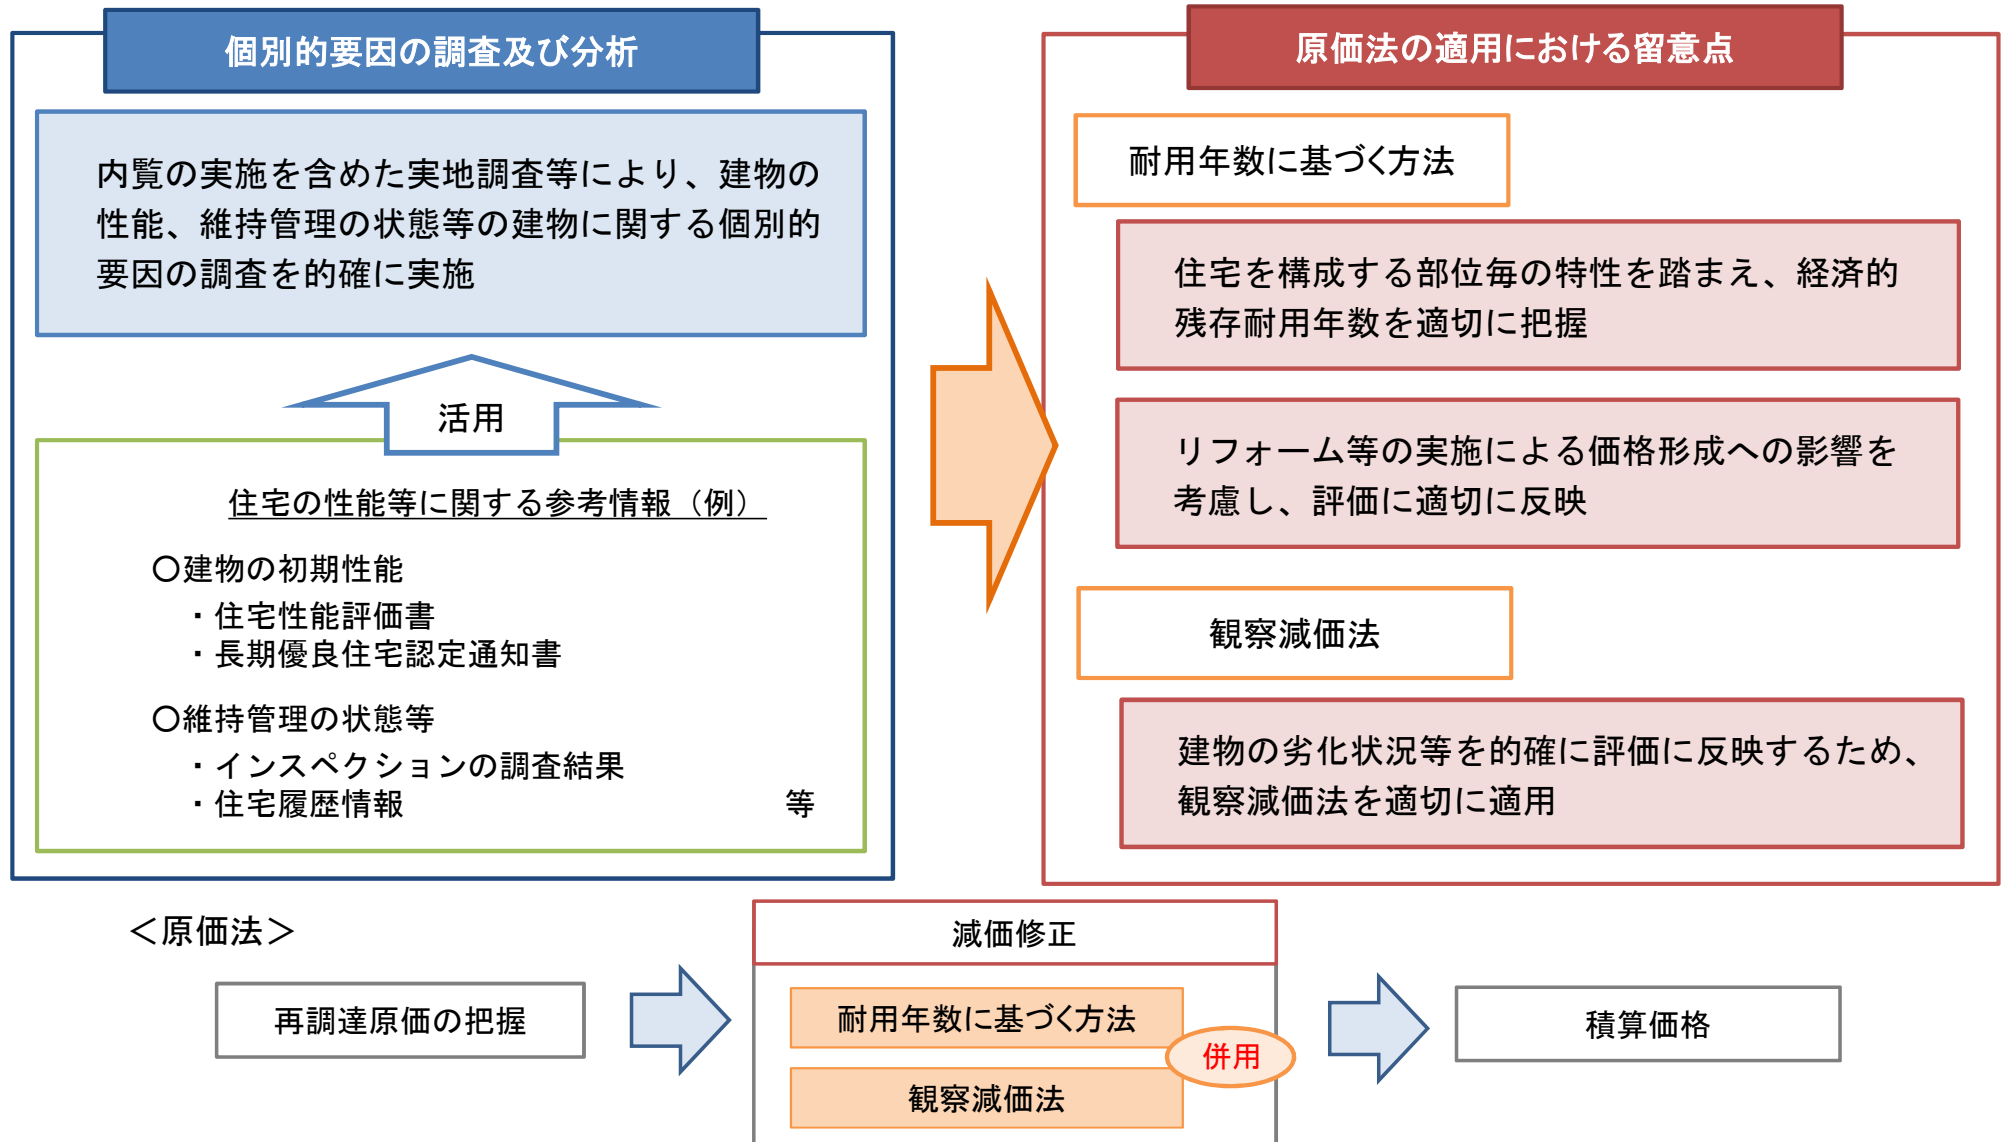 個別的要因の調査及び分析
内覧の実施を含めた実地調査等により、建物の
性能、維持管理の状態等の建物に関する個別的
要因の調査を的確に実施
活用
住宅の性能等に関する参考情報（例）
○建物の初期性能
・住宅性能評価書
・長期優良住宅認定通知書
○維持管理の状態等
・インスペクションの調査結果
・住宅履歴情報　等
原価法の適用における留意点
耐用年数に基づく方法
住宅を構成する部位毎の特性を踏まえ、経済的
残存耐用年数を適切に把握
リフォーム等の実施による価格形成への影響を
考慮し、評価に適切に反映
観察減価法
建物の劣化状況等を的確に評価に反映するため、
観察減価法を適切に適用
＜原価法＞
再調達原価の把握
減価修正
耐用年数に基づく方法
併用
観察減価法
積算価格